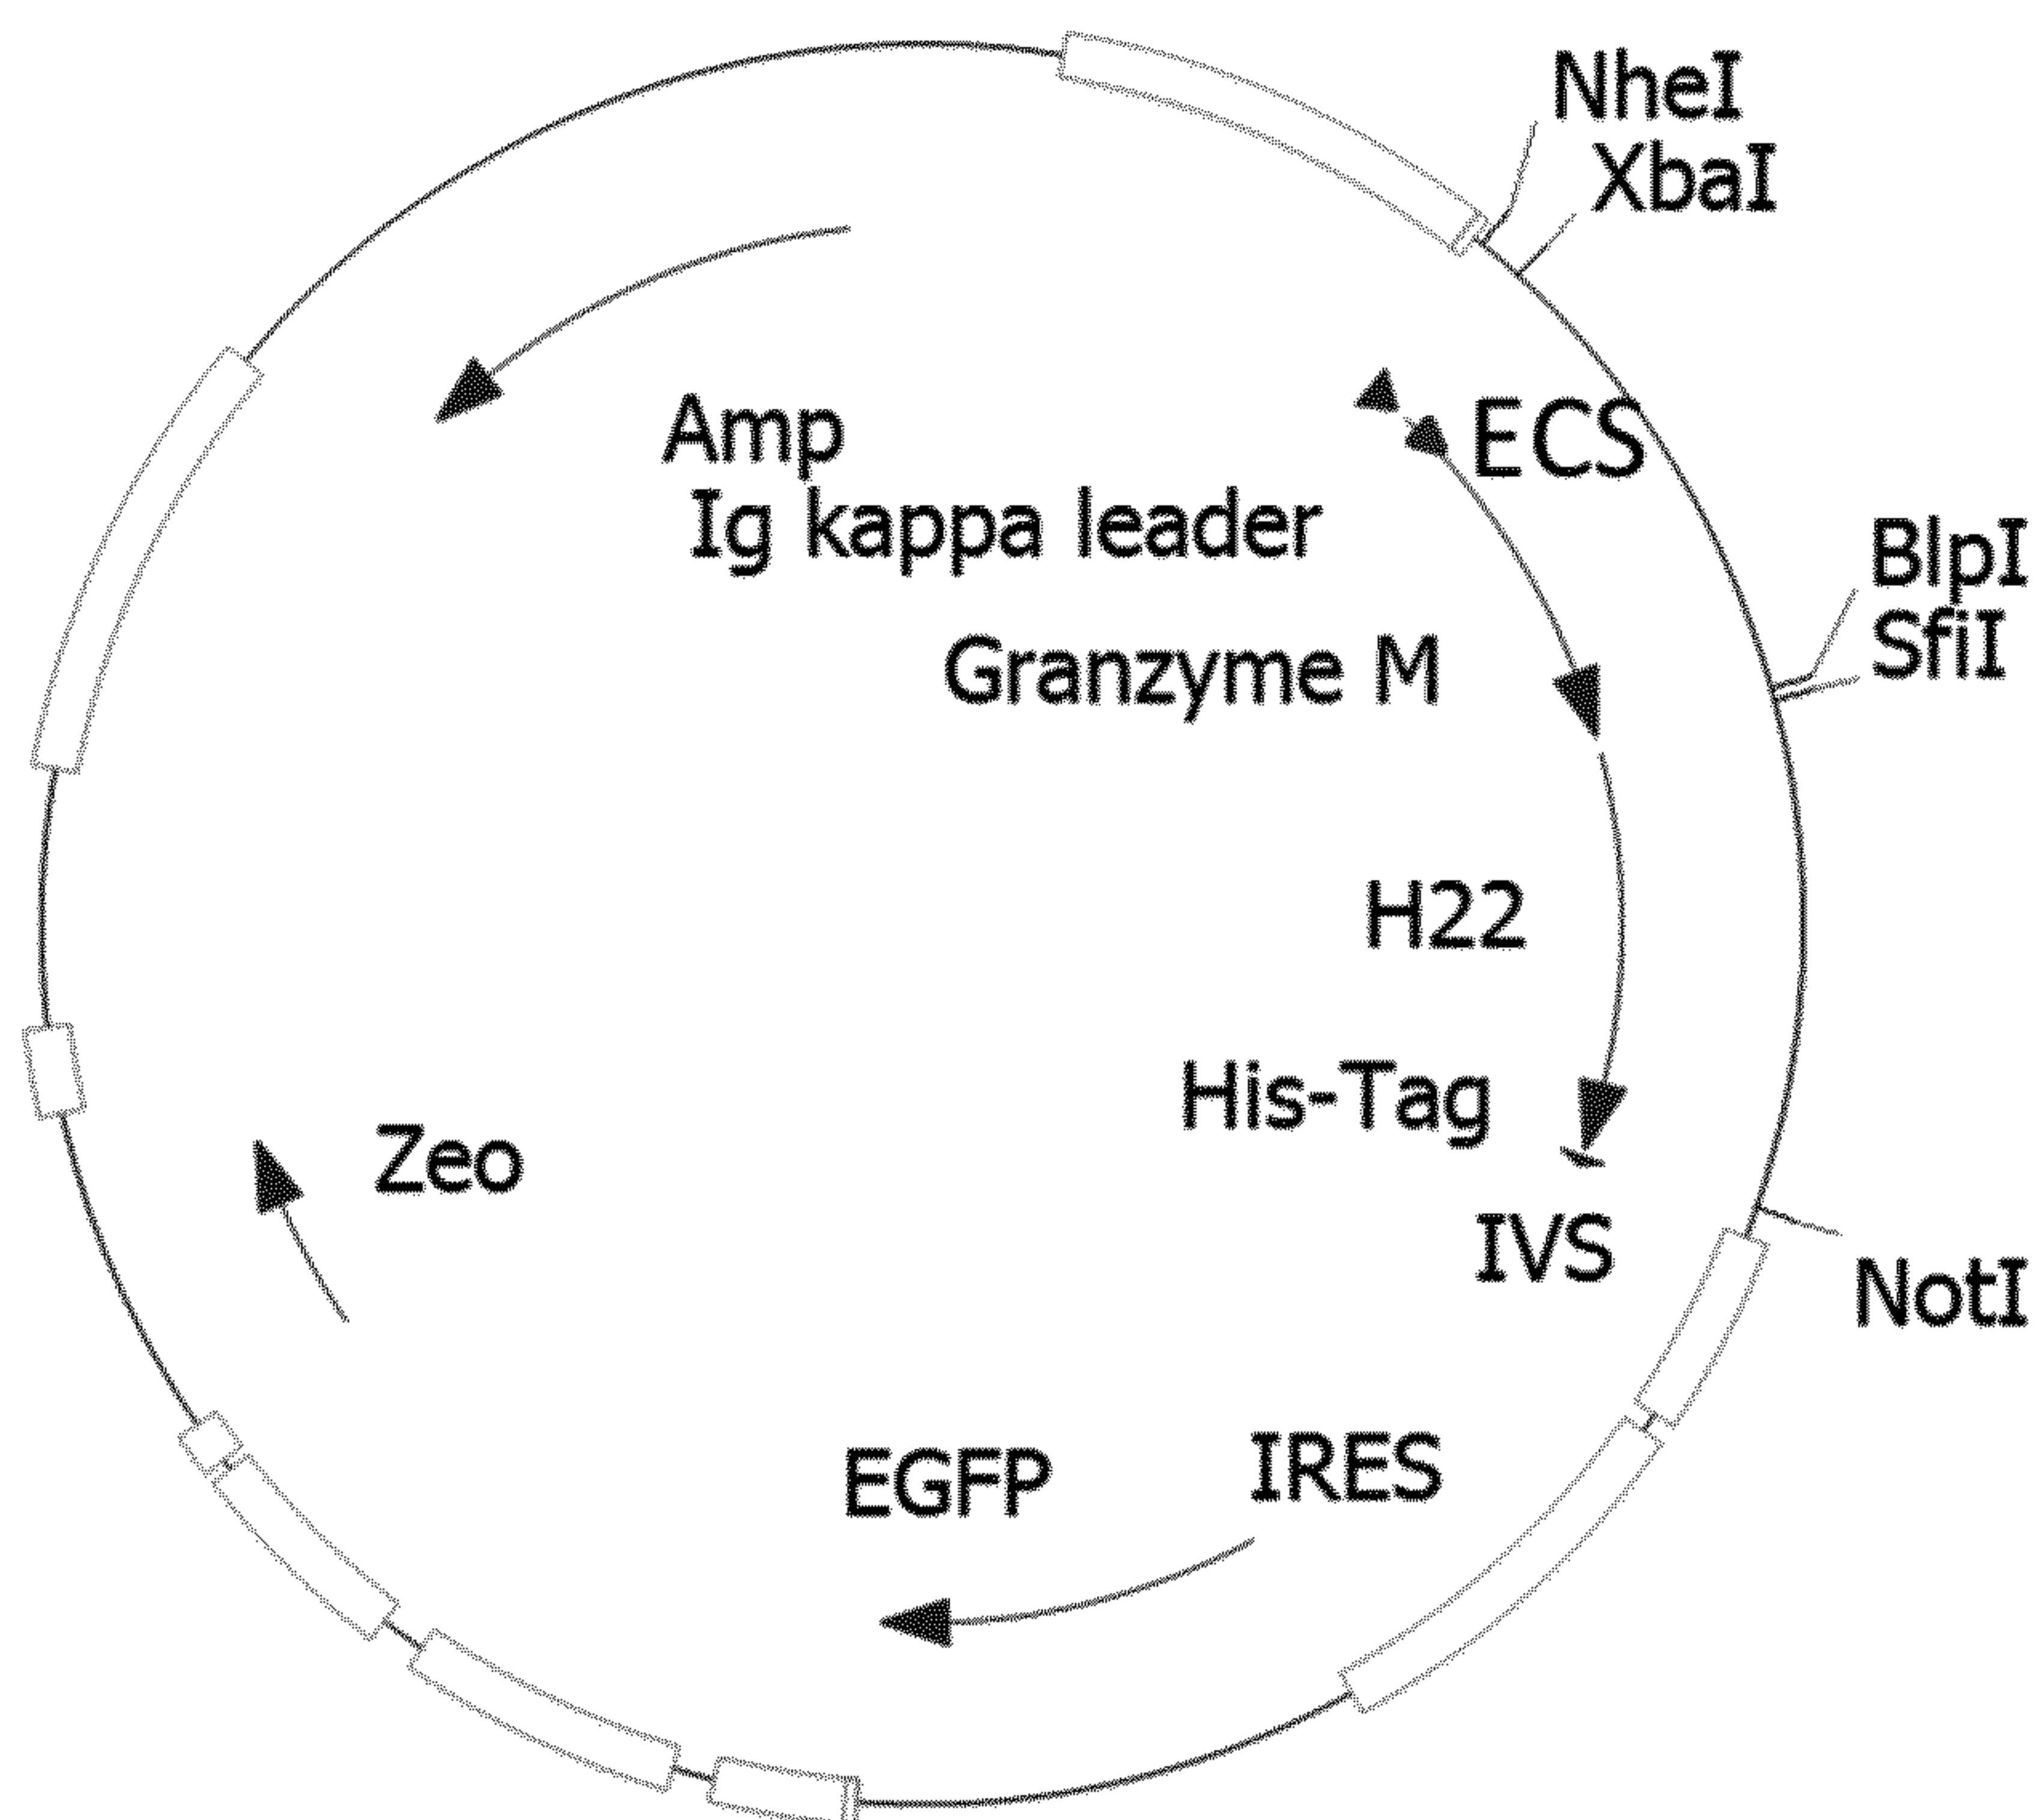 NheI
XbaI
ECS
Amp
Ig kappa leader
BlpI
SfiI
Granzyme M
H22
His-Tag
Zeo
IVS
NotI
IRES
EGFP